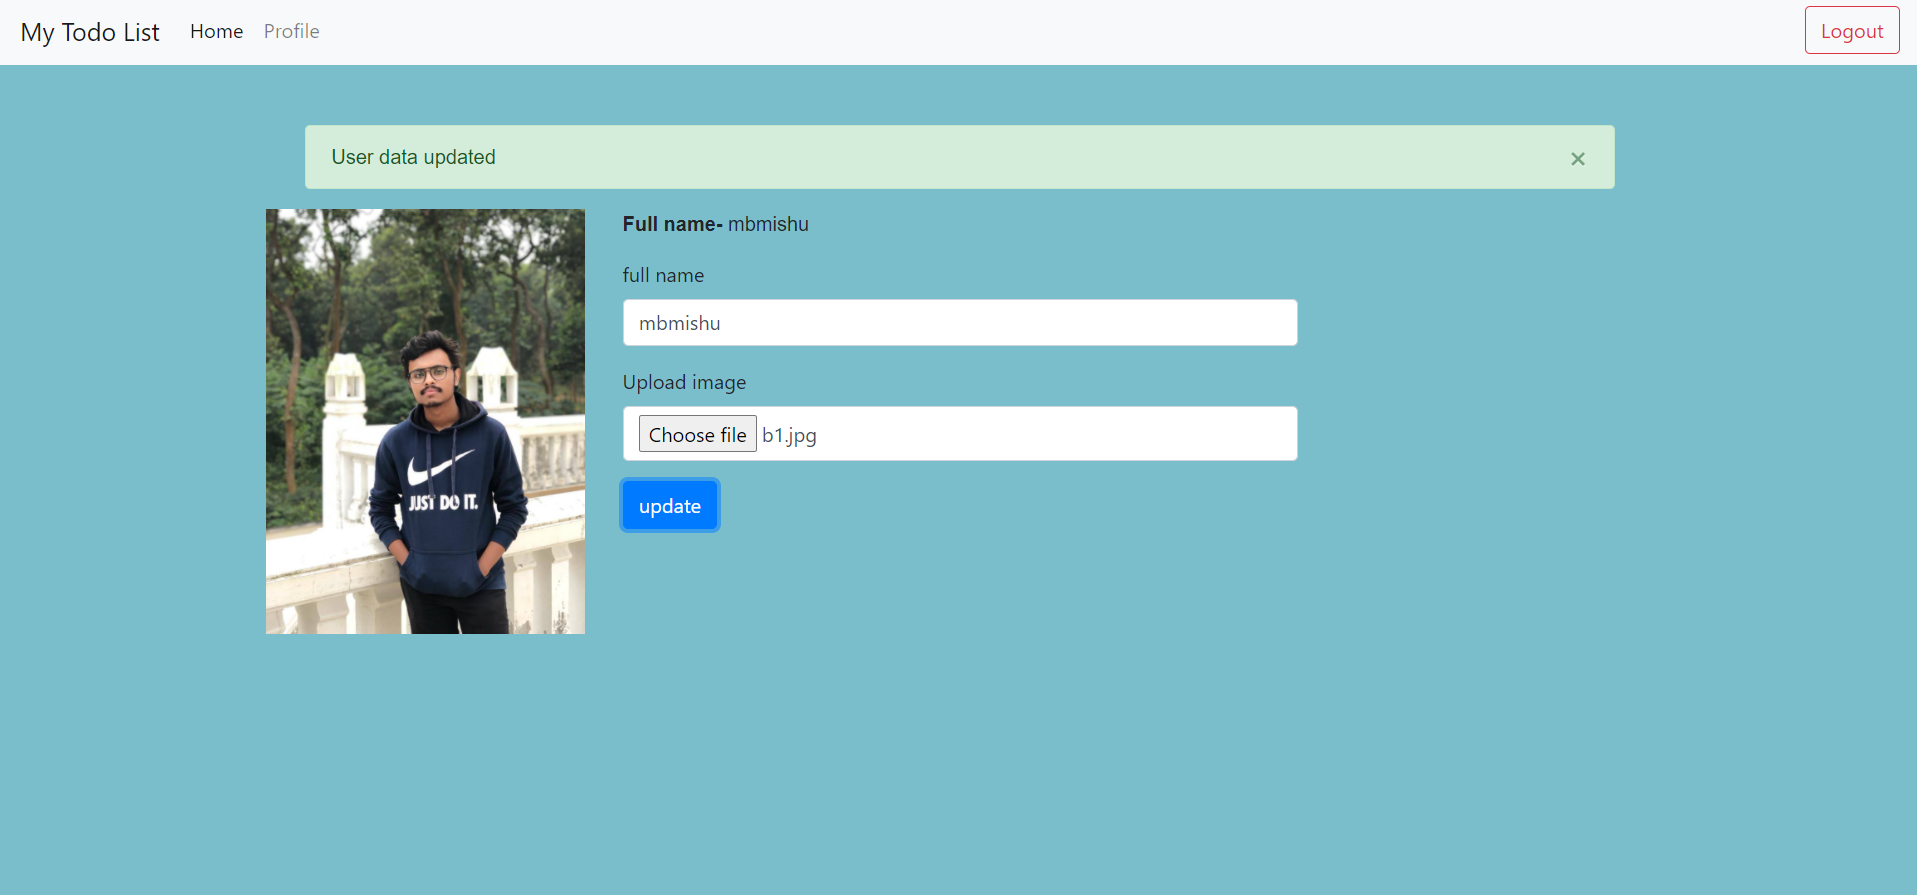 My Todo List Home Profile Logout
User data updated ×
Full name- mbmishu
full name
mbmishu
Upload image
Choose file b1.jpg
update
JUST DO IT.